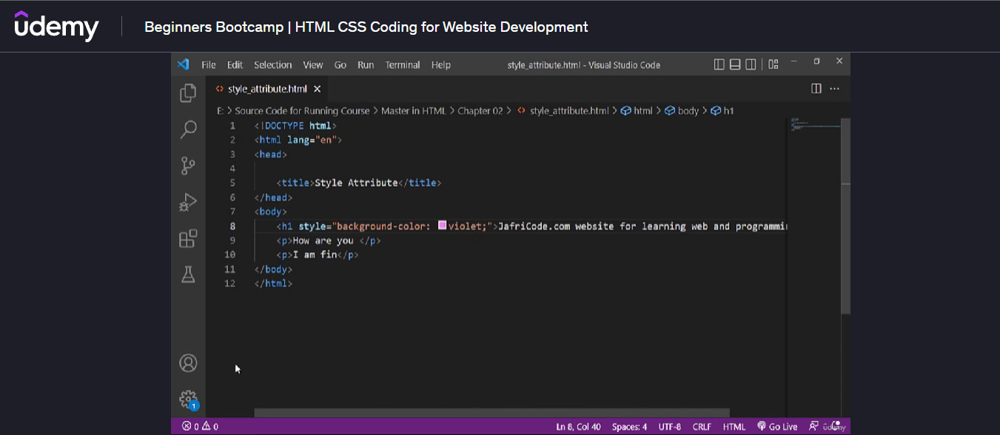 udemy
Beginners Bootcamp | HTML CSS Coding for Website Development
File Edit Selection View Go Run Terminal Help style_attribute.html - Visual Studio Code
style_attribute.html
E: > Source Code for Running Course > Master in HTML > Chapter 02 > style_attribute.html > html > body > h1
1 <!DOCTYPE html>
2 <html lang="en">
3 <head>
4
5 <title>Style Attribute</title>
6 </head>
7 <body>
8 <h1 style="background-color: violet;">JafriCode.com website for learning web and programmi
9 <p>How are you </p>
10 <p>I am fin</p>
11 </body>
12 </html>
1
0 0 Ln 8, Col 40 Spaces: 4 UTF-8 CRLF HTML Go Live udemy